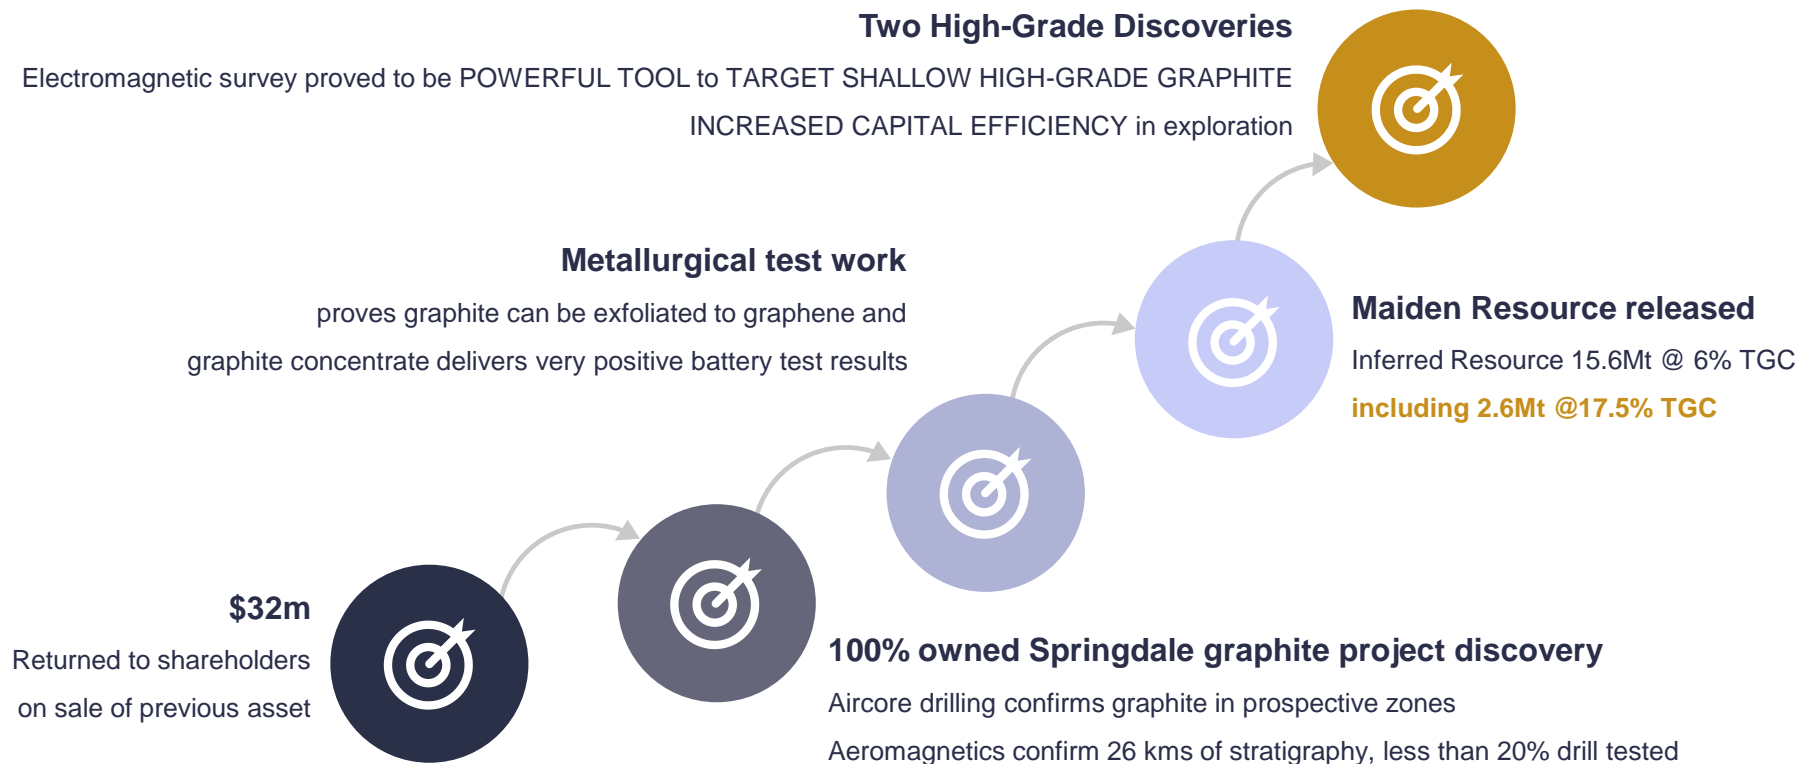 Two High-Grade Discoveries
Electromagnetic survey proved to be POWERFUL TOOL to TARGET SHALLOW HIGH-GRADE GRAPHITE
INCREASED CAPITAL EFFICIENCY in exploration
Metallurgical test work
proves graphite can be exfoliated to graphene and
graphite concentrate delivers very positive battery test results
Maiden Resource released
Inferred Resource 15.6Mt @ 6% TGC
including 2.6Mt @17.5% TGC
$32m
Returned to shareholders
on sale of previous asset
100% owned Springdale graphite project discovery
Aircore drilling confirms graphite in prospective zones
Aeromagnetics confirm 26 kms of stratigraphy, less than 20% drill tested